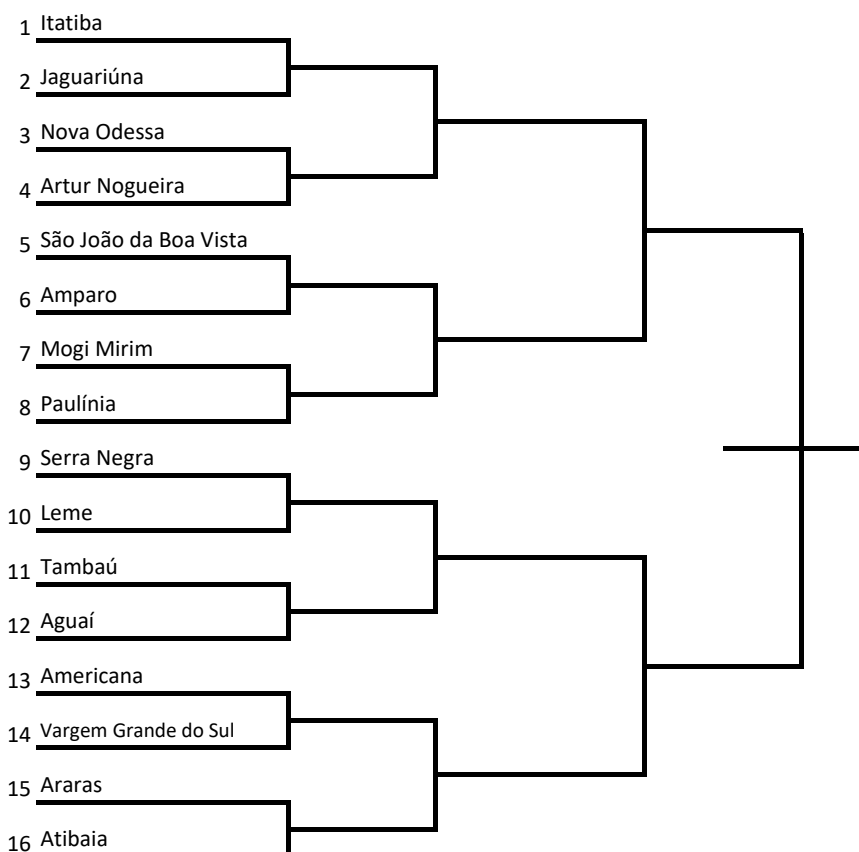 1 Itatiba
2 Jaguariúna
3 Nova Odessa
4 Artur Nogueira
5 São João da Boa Vista
6 Amparo
7 Mogi Mirim
8 Paulínia
9 Serra Negra
10 Leme
11 Tambaú
12 Aguaí
13 Americana
14 Vargem Grande do Sul
15 Araras
16 Atibaia